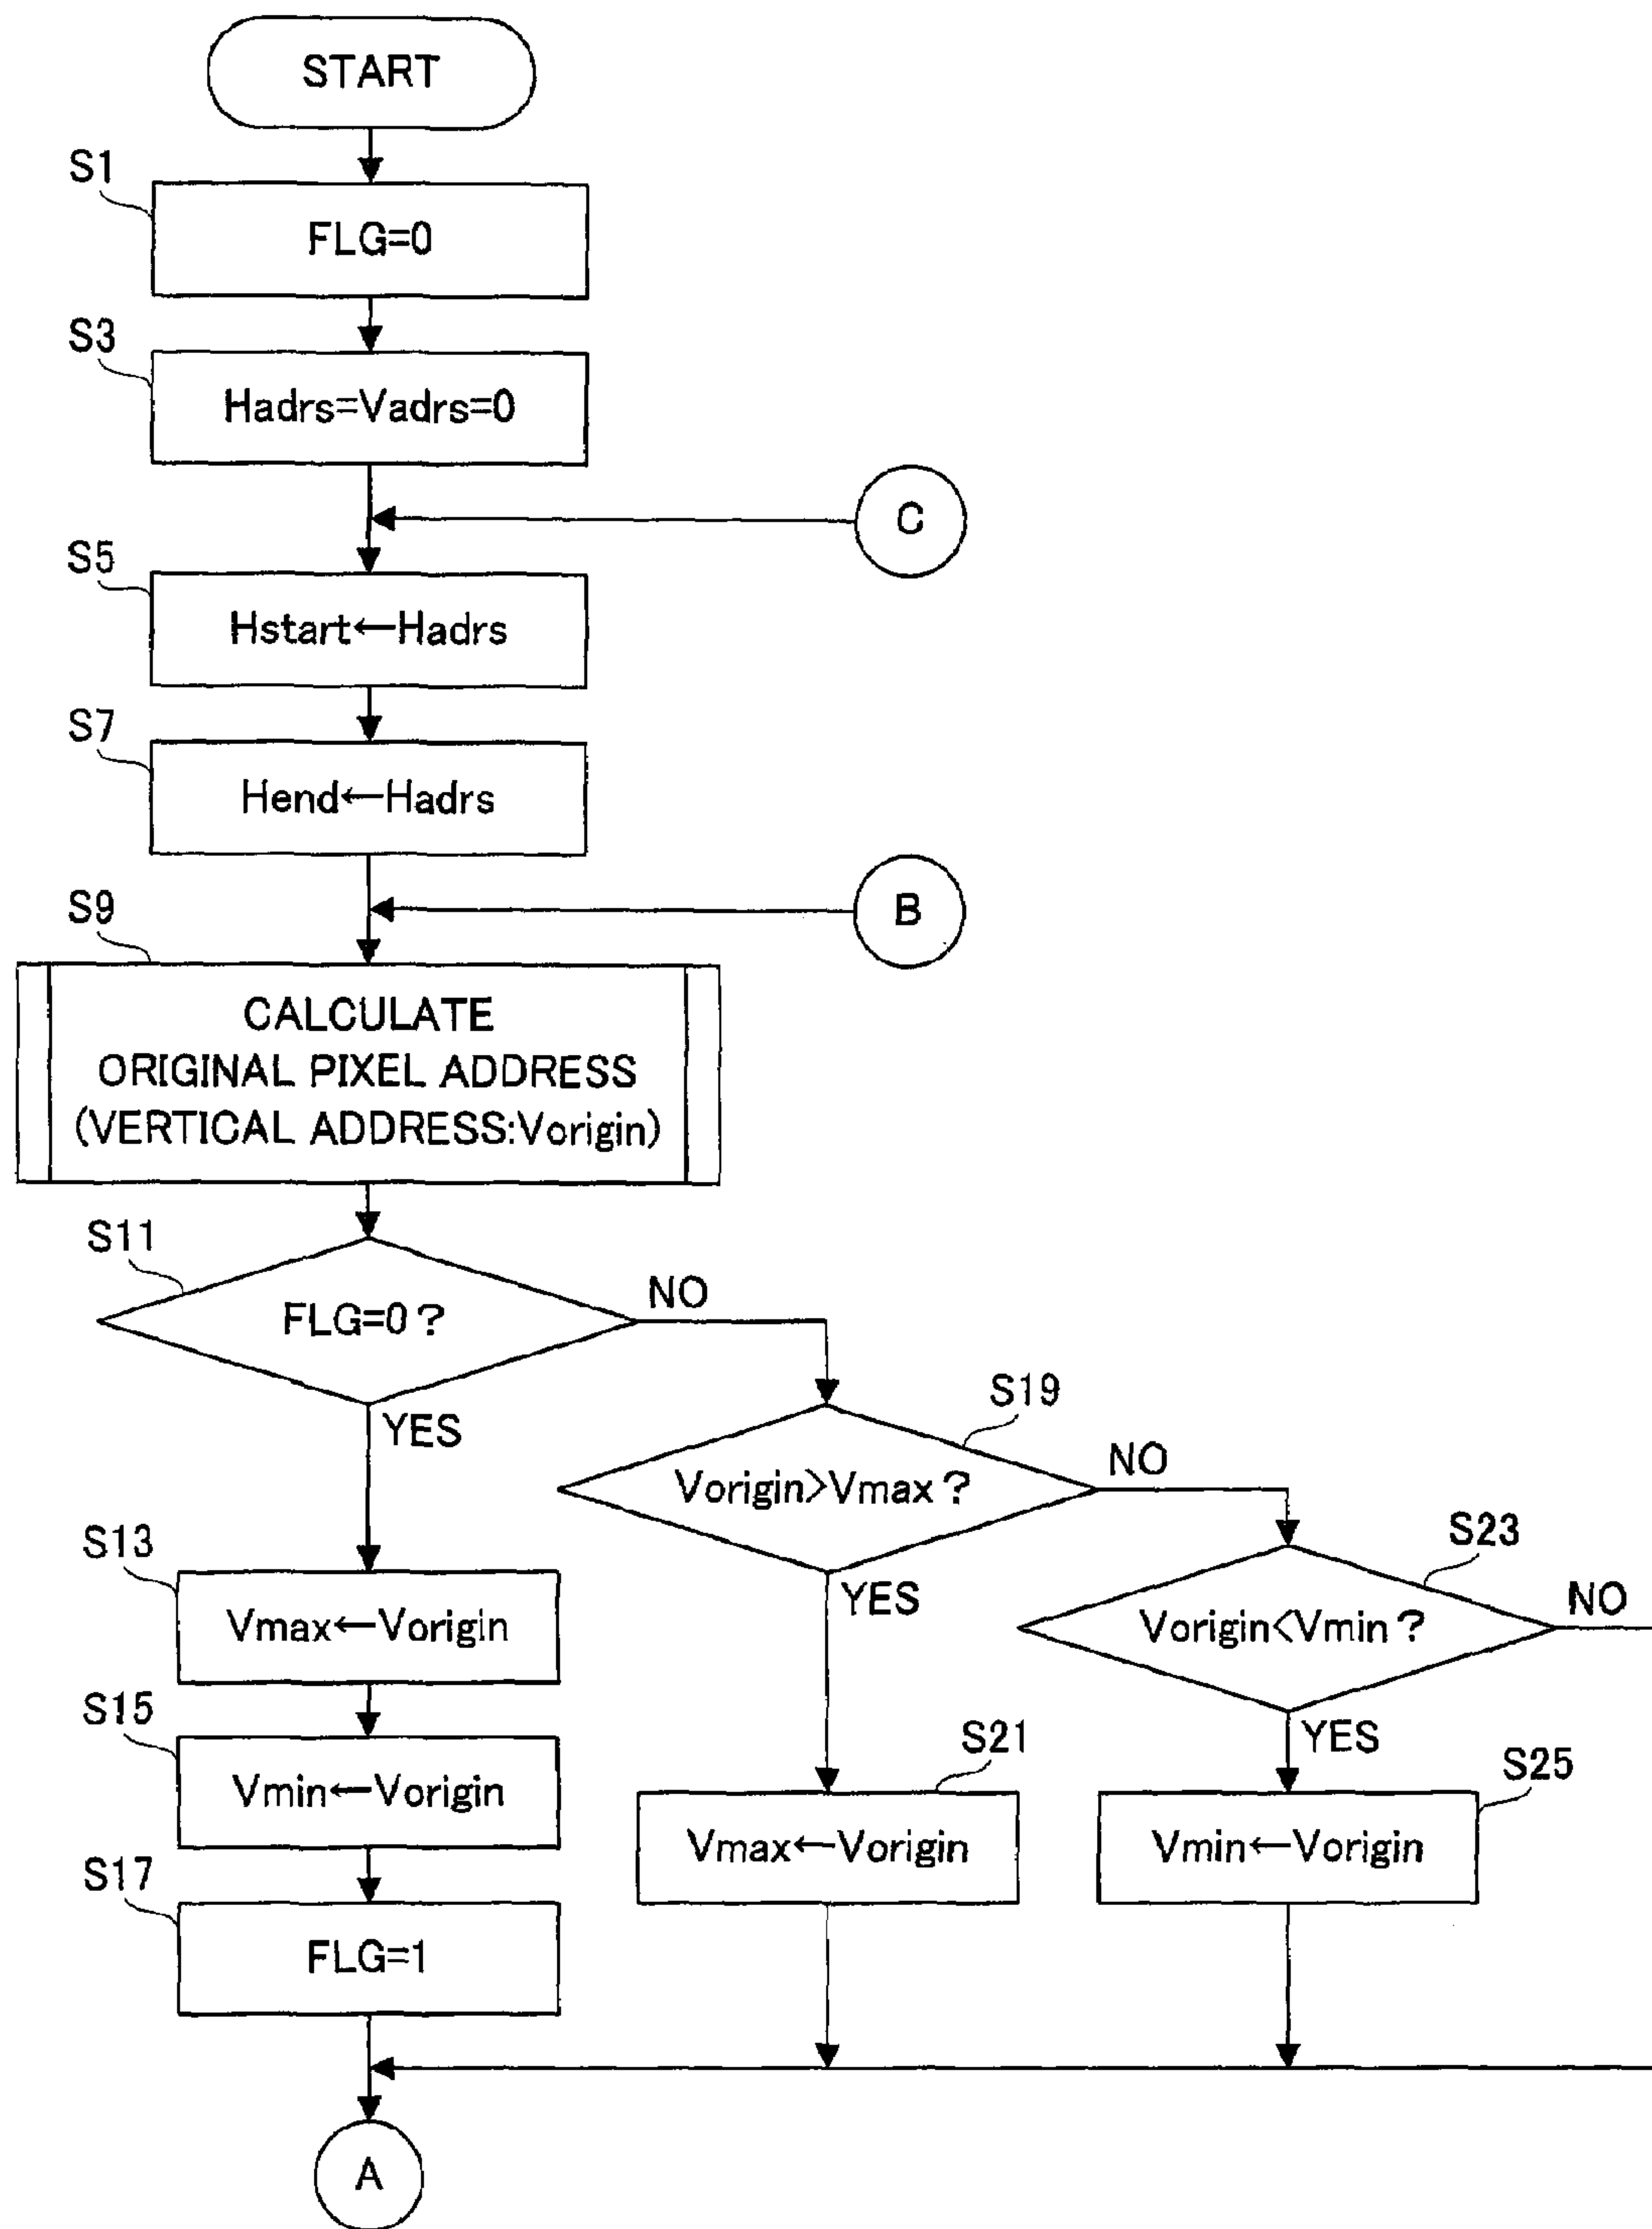 START
S1
FLG=0
S3
Hadrs=Vadrs=0
C
S5
Hstart←Hadrs
S7
Hend←Hadrs
B
S9
CALCULATE
ORIGINAL PIXEL ADDRESS
(VERTICAL ADDRESS:Vorigin)
S11
FLG=0?
NO
YES
S19
Vorigin>Vmax?
NO
YES
S23
Vorigin<Vmin?
NO
YES
S13
Vmax←Vorigin
S15
Vmin←Vorigin
S21
Vmax←Vorigin
S25
Vmin←Vorigin
S17
FLG=1
A